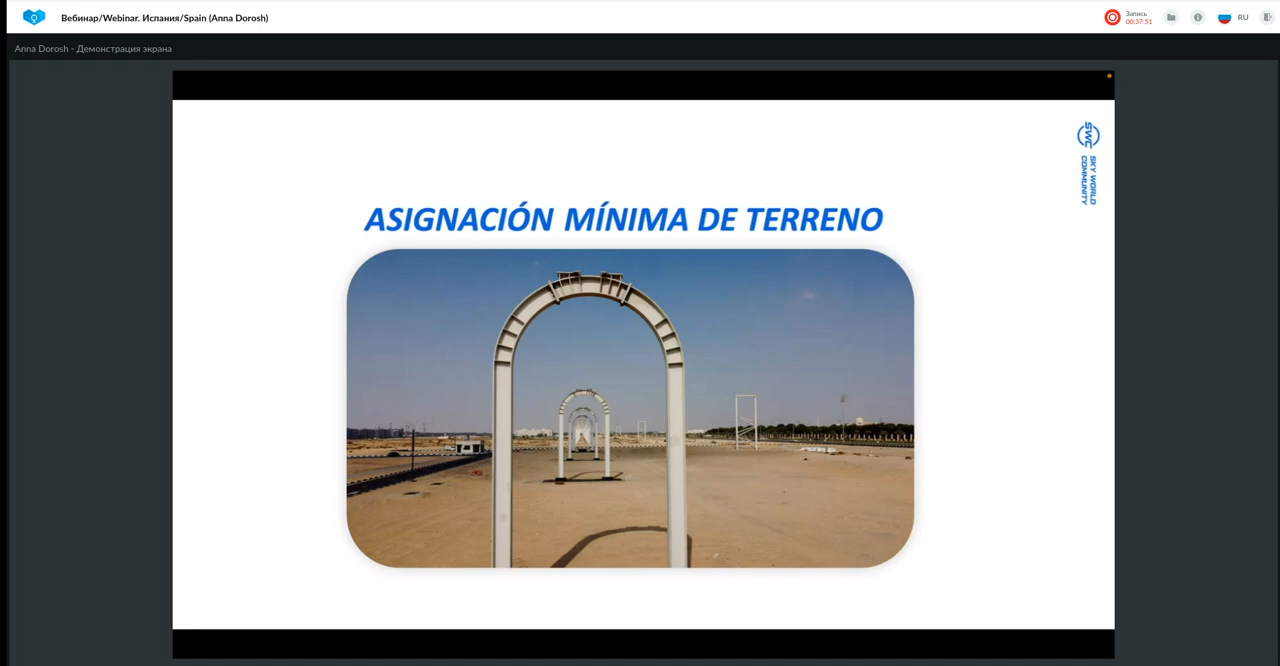 Вебинар/Webinar. Испания/Spain (Anna Dorosh)
Запись
00:37:51
RU
Anna Dorosh - Демонстрация экрана
SWC
SKY WORLD
COMMUNITY
ASIGNACIÓN MÍNIMA DE TERRENO